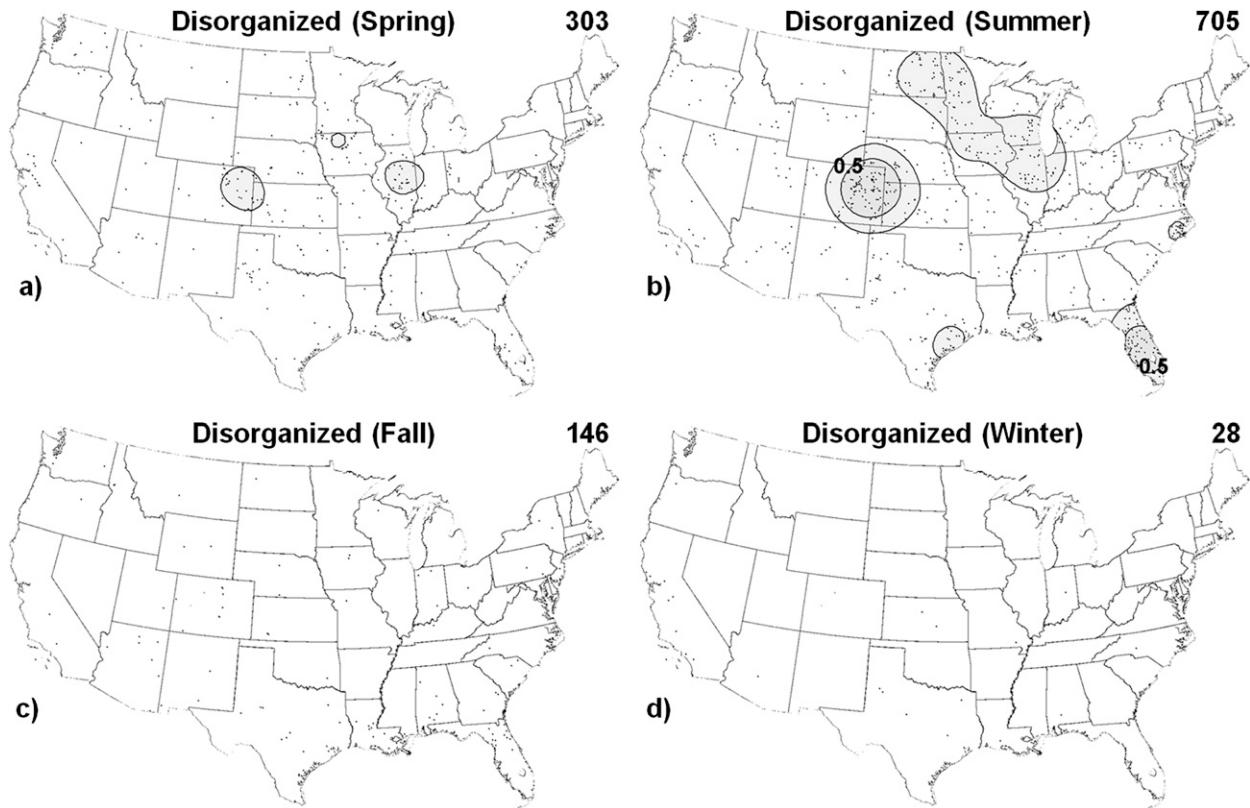 Disorganized (Spring) 303
Disorganized (Summer) 705
0.5
a)
b)
0.5
Disorganized (Fall) 146
Disorganized (Winter) 28
c)
d)